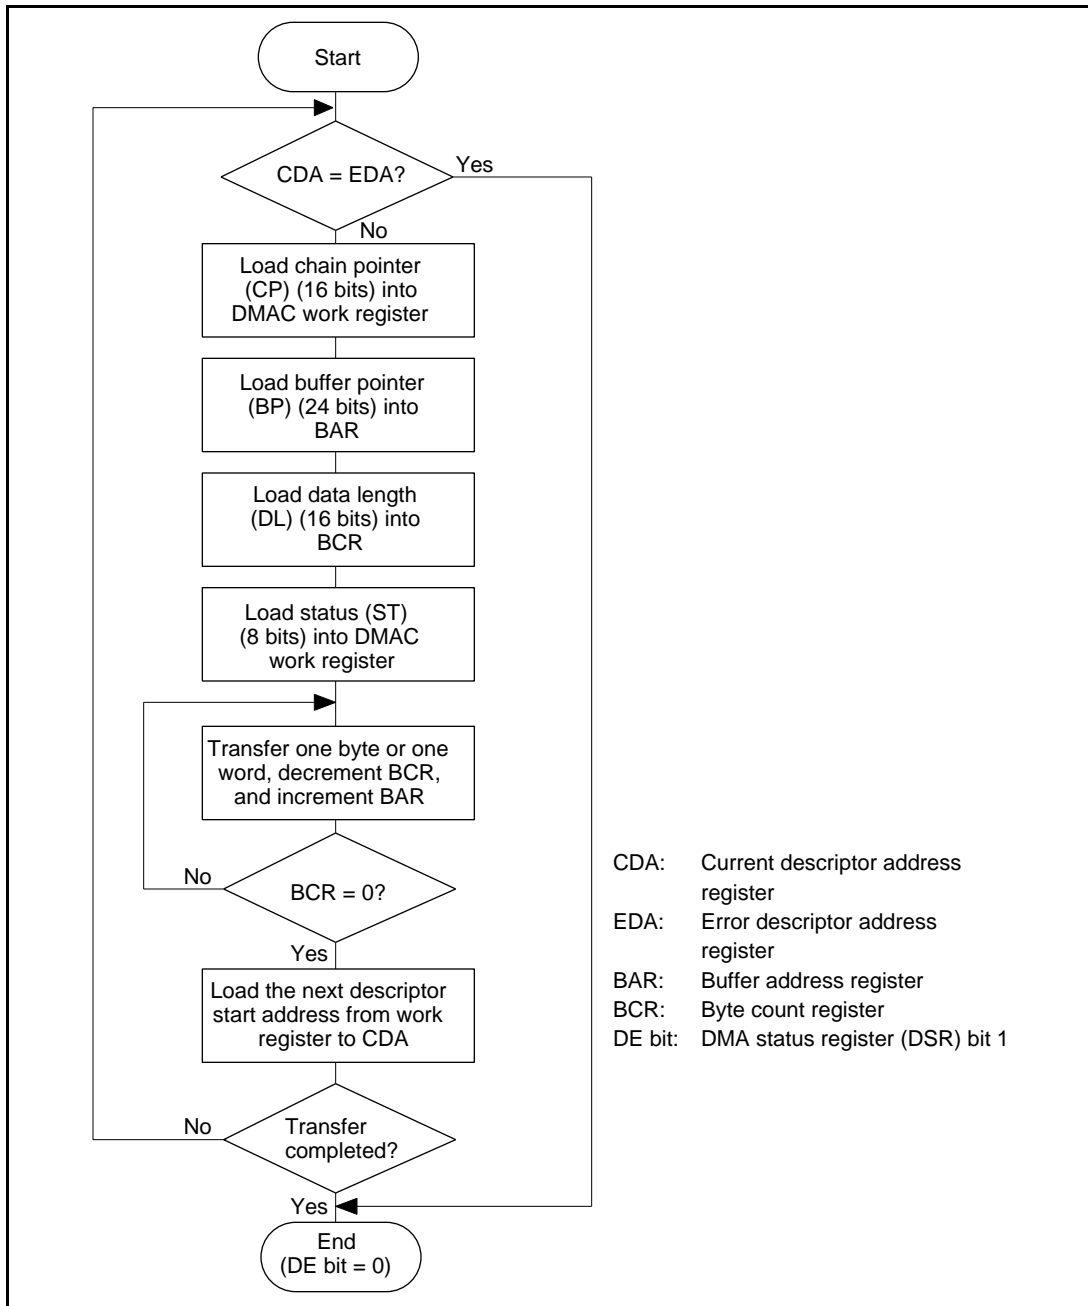 Start
CDA = EDA?
Yes
No
Load chain pointer
(CP) (16 bits) into
DMAC work register
Load buffer pointer
(BP) (24 bits) into
BAR
Load data length
(DL) (16 bits) into
BCR
Load status (ST)
(8 bits) into DMAC
work register
Transfer one byte or one
word, decrement BCR,
and increment BAR
No
BCR = 0?
Yes
Load the next descriptor
start address from work
register to CDA
No
Transfer
completed?
Yes
End
(DE bit = 0)
CDA: Current descriptor address
register
EDA: Error descriptor address
register
BAR: Buffer address register
BCR: Byte count register
DE bit: DMA status register (DSR) bit 1